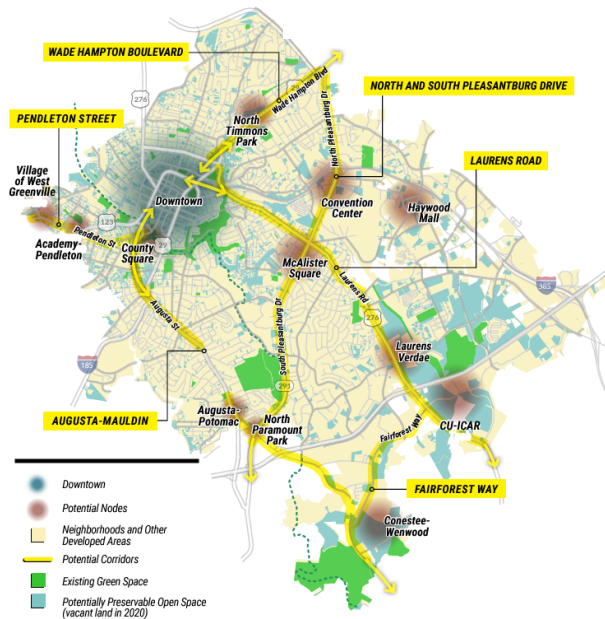 WADE HAMPTON BOULEVARD
276
Wade Hampton Blvd
North
Timmons
Park
North Pleasantburg Dr
NORTH AND SOUTH PLEASANTBURG DRIVE
PENDLETON STREET
LAURENS ROAD
Village
of West
Greenville
Downtown
Convention
Center
Haywood
Mall
123
Pendleton St
Academy-
Pendleton
County
Square
29
McAlister
Square
Laurens Rd
385
Augusta St
South Pleasantburg Dr
276
185
Laurens
Verdae
291
AUGUSTA-MAULDIN
Augusta-
Potomac
North
Paramount
Park
Fairforest Way
CU-ICAR
FAIRFOREST WAY
Conestee-
Wenwood
Downtown
Potential Nodes
Neighborhoods and Other
Developed Areas
Potential Corridors
Existing Green Space
Potentially Preservable Open Space
(vacant land in 2020)